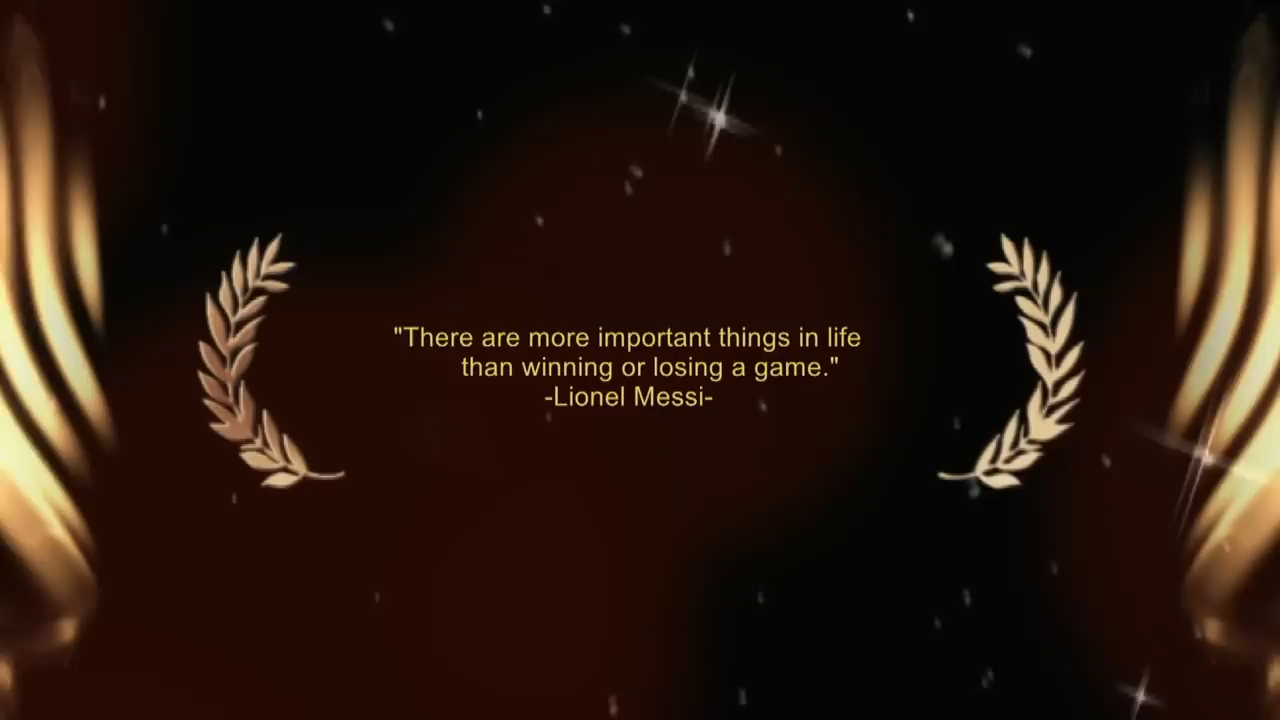 "There are more important things in life
than winning or losing a game."
-Lionel Messi-